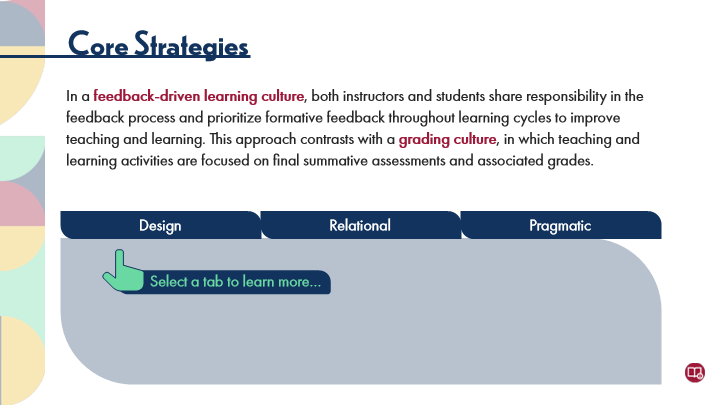 Core Strategies
In a feedback-driven learning culture, both instructors and students share responsibility in the
feedback process and prioritize formative feedback throughout learning cycles to improve
teaching and learning. This approach contrasts with a grading culture, in which teaching and
learning activities are focused on final summative assessments and associated grades.
Design
Relational
Pragmatic
Select a tab to learn more...